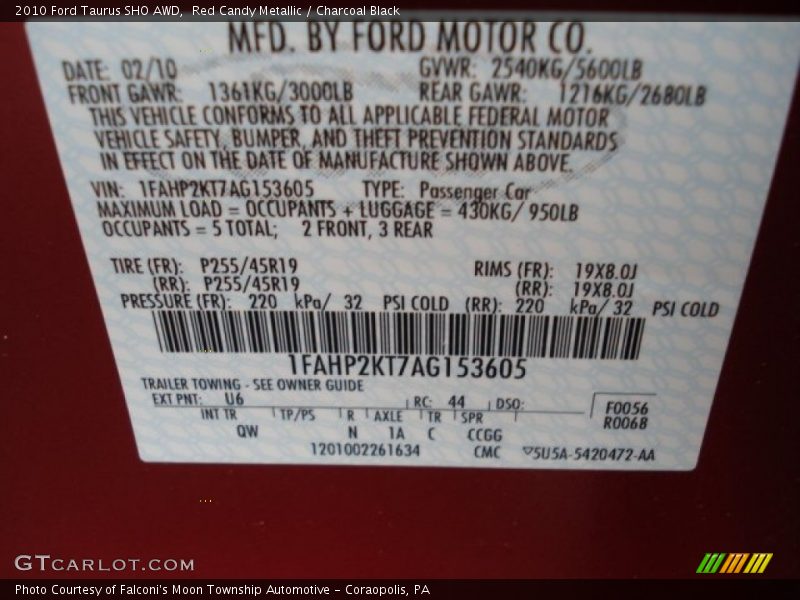 2010 Ford Taurus SHO AWD,  Red Candy Metallic / Charcoal Black
MFD. BY FORD MOTOR CO.
DATE: 02/10 GVWR: 2540KG/5600LB
FRONT GAWR: 1361KG/3000LB REAR GAWR: 1216KG/2680LB
THIS VEHICLE CONFORMS TO ALL APPLICABLE FEDERAL MOTOR
VEHICLE SAFETY, BUMPER, AND THEFT PREVENTION STANDARDS
IN EFFECT ON THE DATE OF MANUFACTURE SHOWN ABOVE.
VIN: 1FAHP2KT7AG153605 TYPE: Passenger Car
MAXIMUM LOAD = OCCUPANTS + LUGGAGE = 430KG/ 950LB
OCCUPANTS = 5 TOTAL; 2 FRONT, 3 REAR
TIRE (FR): P255/45R19 RIMS (FR): 19X8.0J
(RR): P255/45R19 (RR): 19X8.0J
PRESSURE (FR): 220 kPa/ 32 PSI COLD (RR): 220 kPa/ 32 PSI COLD
1FAHP2KT7AG153605
TRAILER TOWING - SEE OWNER GUIDE
EXT PNT: U6 RC: 44 DSO: F0056
INT TR TP/PS R AXLE TR SPR R0068
QW N 1A C CCGG
1201002261634 CMC 5U5A-5420472-AA
GTCARLOT.COM
Photo Courtesy of Falconi's Moon Township Automotive - Coraopolis, PA